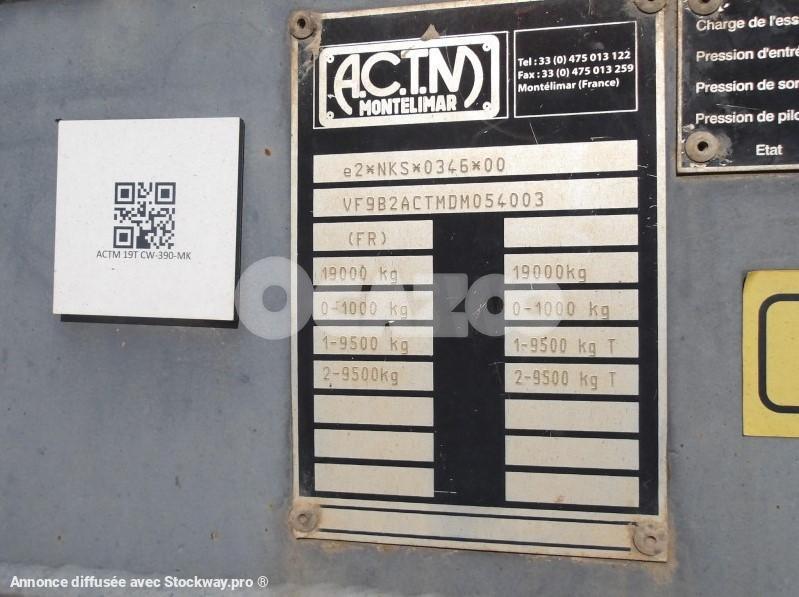 A.C.T.M
MONTELIMAR
Tel : 33 (0) 475 013 122
Fax : 33 (0) 475 013 259
Montélimar (France)
e2*NKS*0346*00
VF9B2ACTMDM054003
(FR)
19000 kg 19000kg
0-1000 kg 0-1000 kg
1-9500 kg 1-9500 kg T
2-9500kg 2-9500 kg T
ACTM 19T CW-390-MK
Charge de l'ess
Pression d'entré
Pression de sor
Pression de pilo
Etat
Annonce diffusée avec Stockway.pro ®